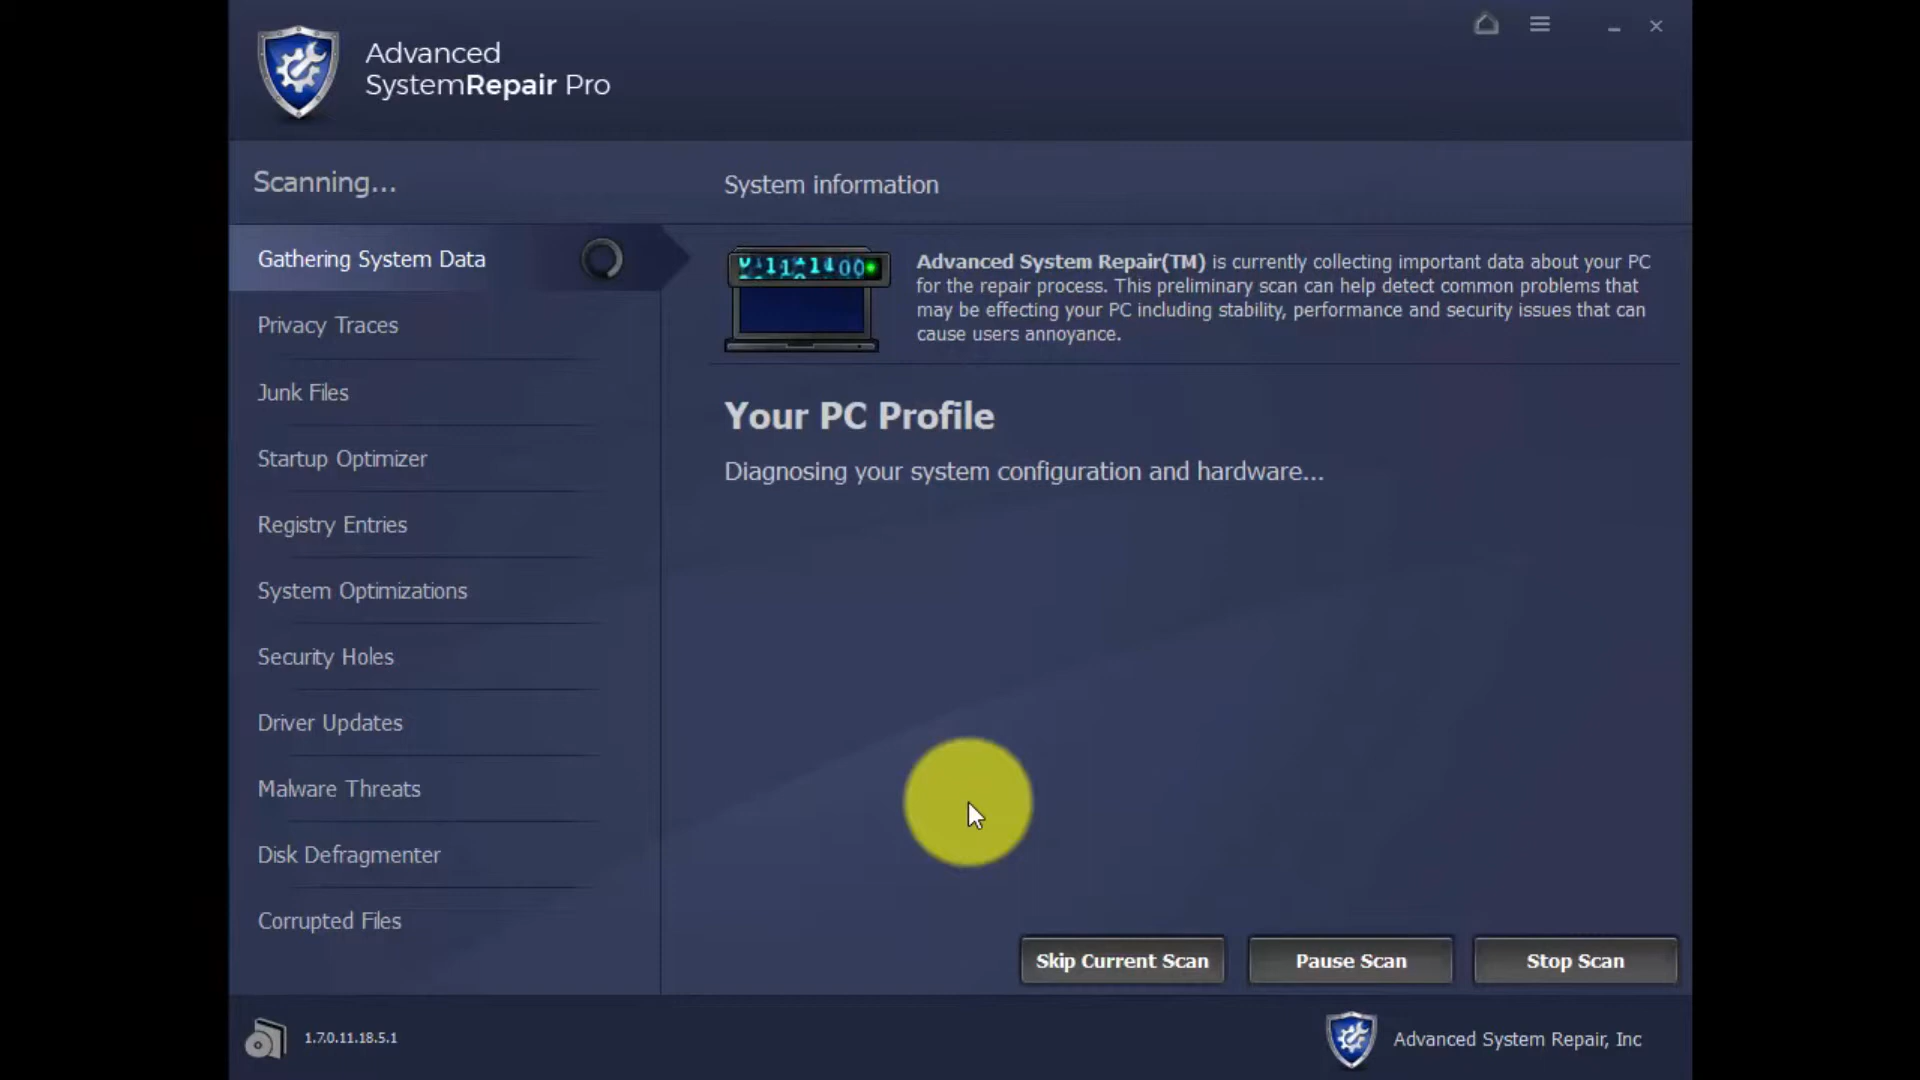 Advanced
SystemRepair Pro
Scanning...
System information
Gathering System Data
Privacy Traces
Junk Files
Startup Optimizer
Registry Entries
System Optimizations
Security Holes
Driver Updates
Malware Threats
Disk Defragmenter
Corrupted Files
Advanced System Repair(TM) is currently collecting important data about your PC
for the repair process. This preliminary scan can help detect common problems that
may be effecting your PC including stability, performance and security issues that can
cause users annoyance.
Your PC Profile
Diagnosing your system configuration and hardware...
Skip Current Scan
Pause Scan
Stop Scan
1.7.0.11.18.5.1
Advanced System Repair, Inc